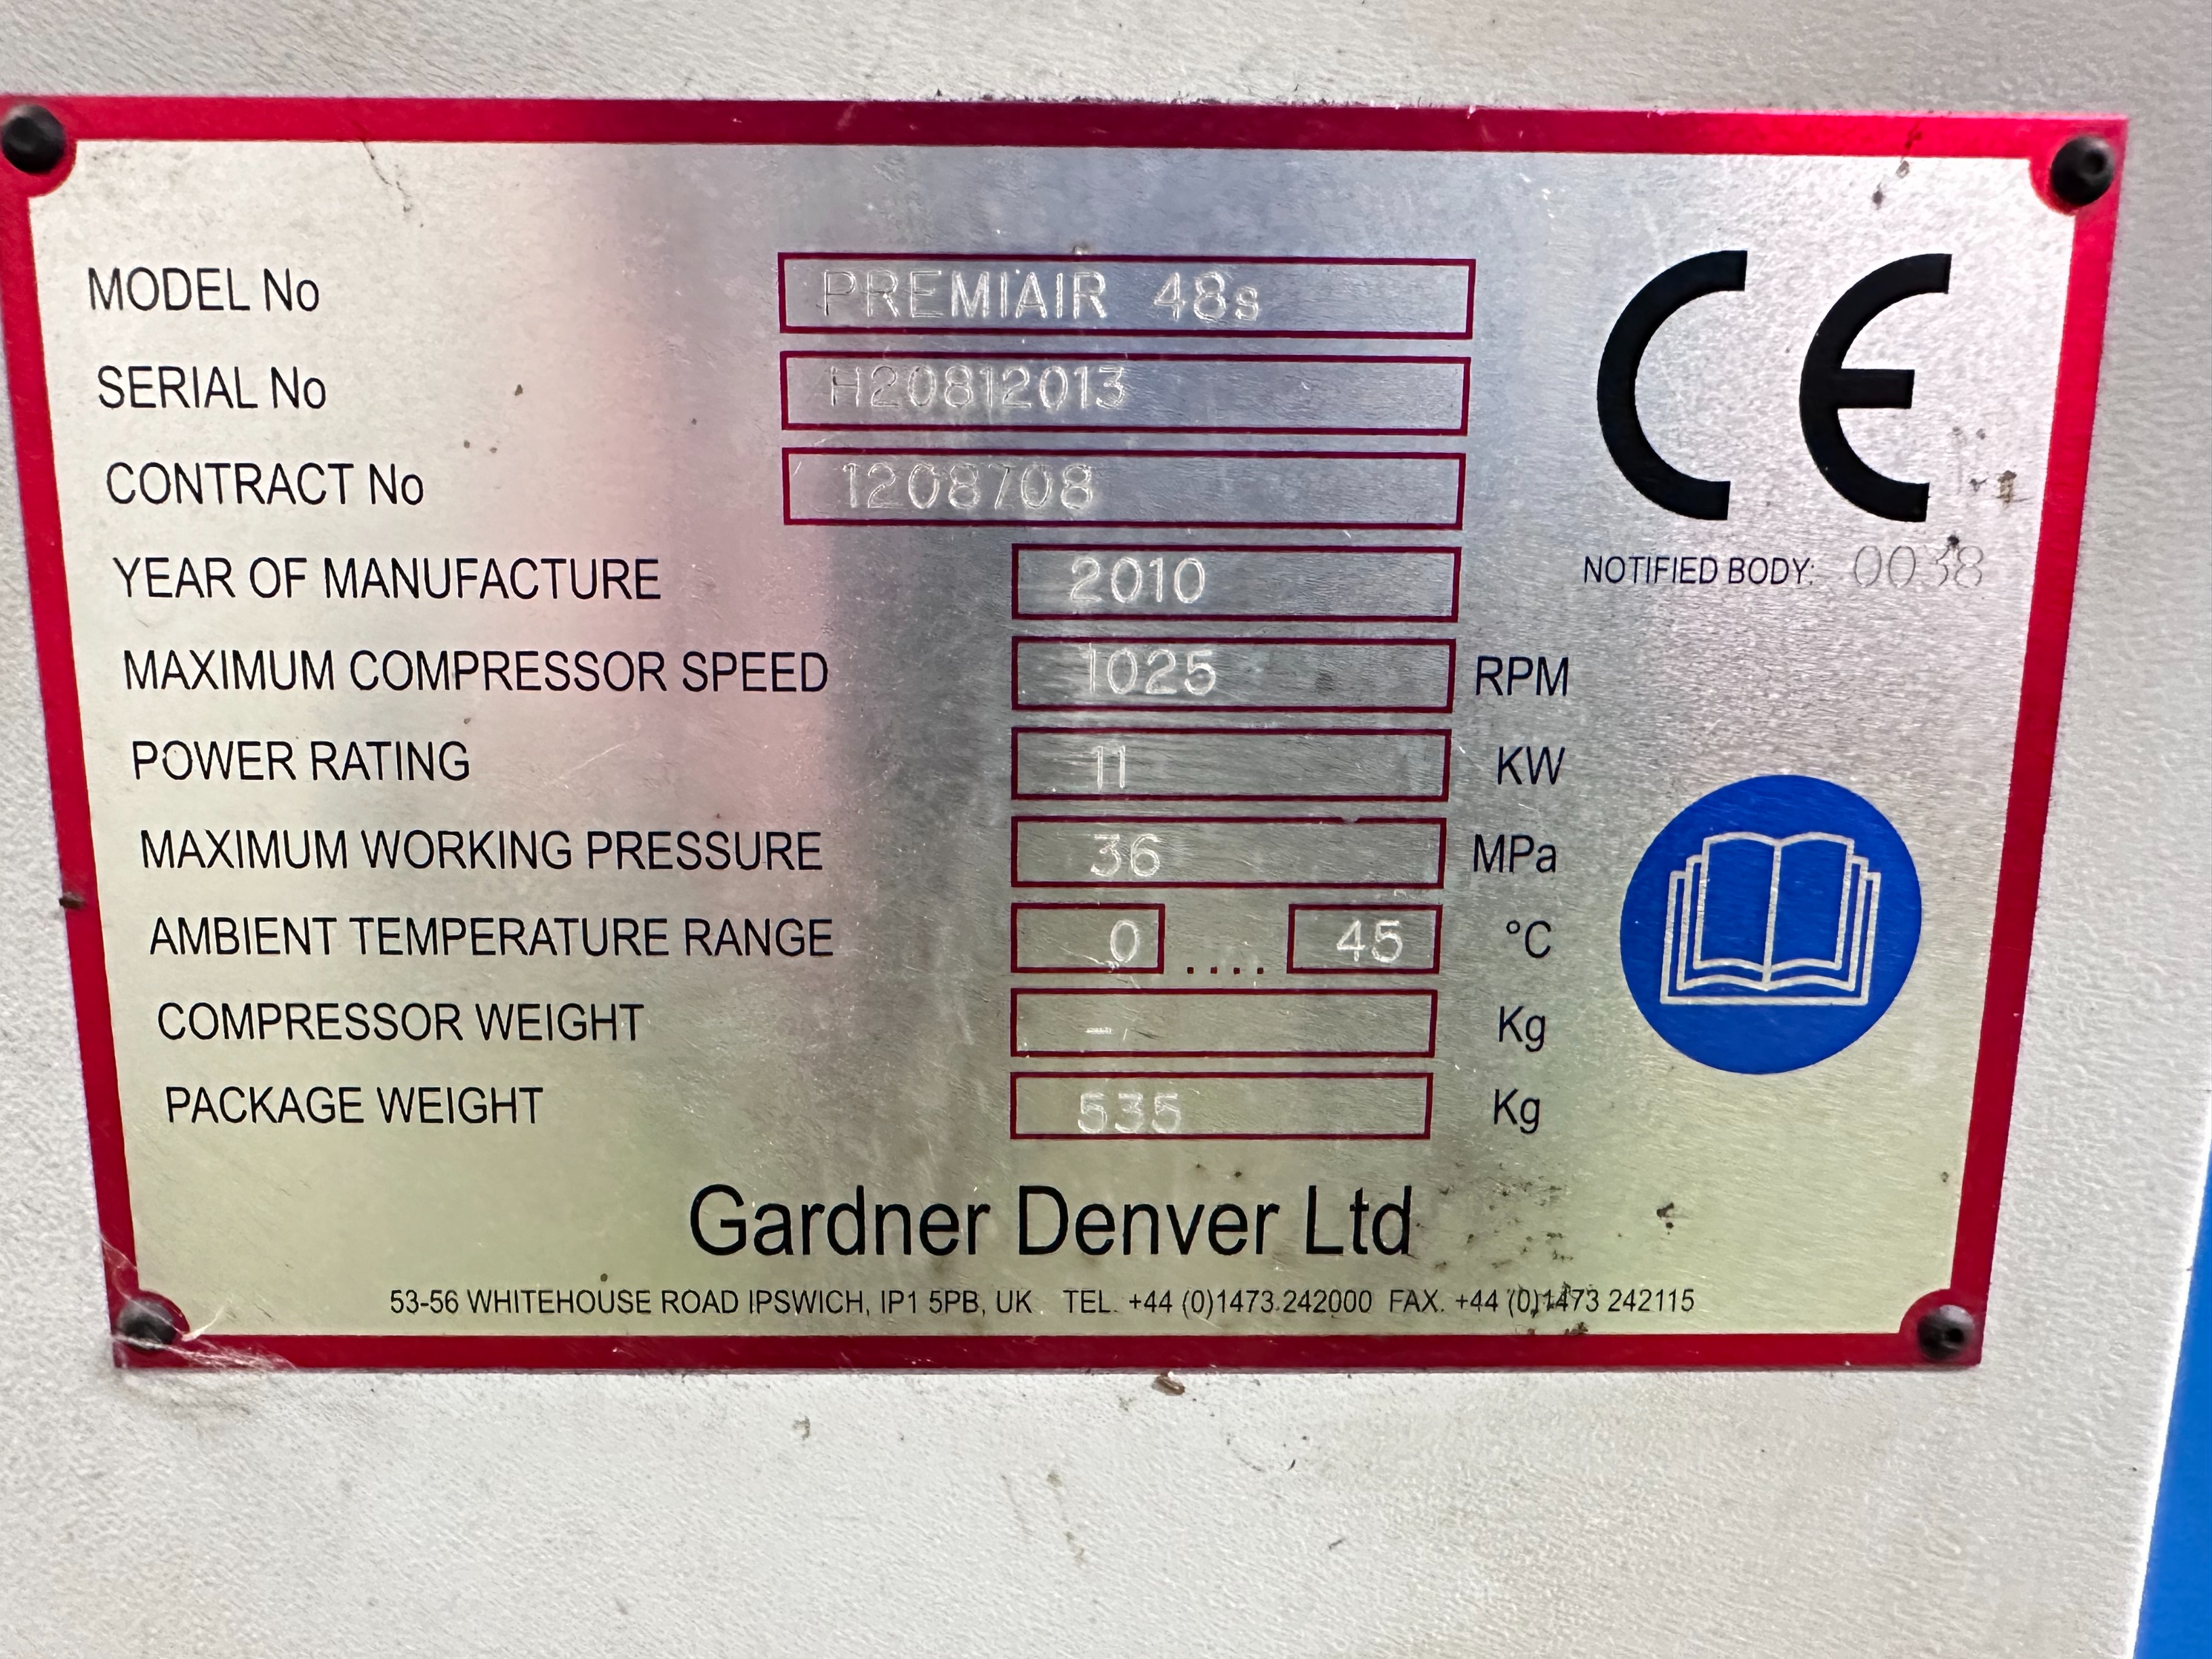 MODEL No PREMIAIR 48s
SERIAL No H20812013
CONTRACT No 1208708
YEAR OF MANUFACTURE 2010
MAXIMUM COMPRESSOR SPEED 1025 RPM
POWER RATING 11 KW
MAXIMUM WORKING PRESSURE 36 MPa
AMBIENT TEMPERATURE RANGE 0 .... 45 °C
COMPRESSOR WEIGHT - Kg
PACKAGE WEIGHT 535 Kg
CE
NOTIFIED BODY: 0038
Gardner Denver Ltd
53-56 WHITEHOUSE ROAD IPSWICH, IP1 5PB, UK. TEL. +44 (0)1473 242000 FAX. +44 (0)1473 242115